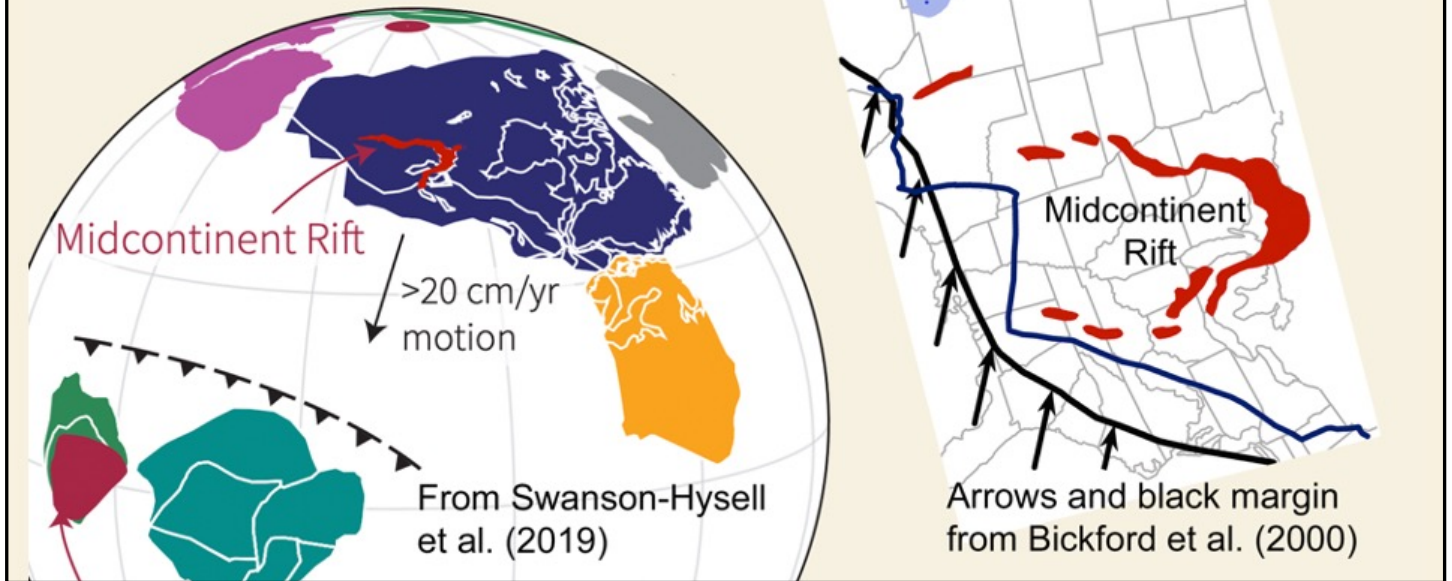 Midcontinent Rift
>20 cm/yr
motion
From Swanson-Hysell
et al. (2019)
Midcontinent
Rift
Arrows and black margin
from Bickford et al. (2000)